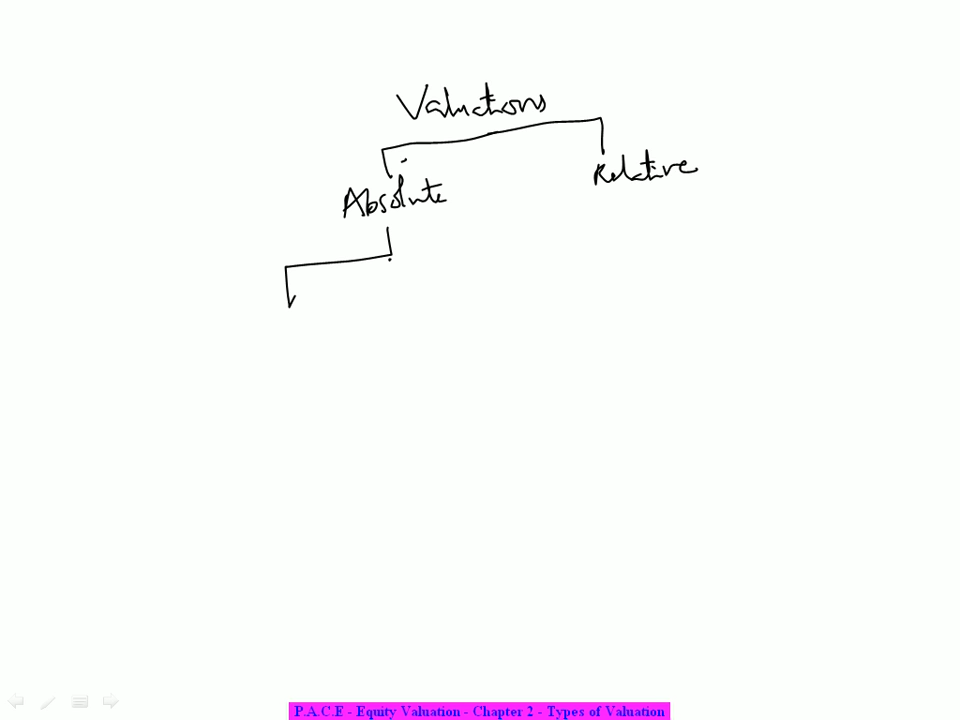 Valuations
Absolute
Relative
P.A.C.E - Equity Valuation - Chapter 2 - Types of Valuation